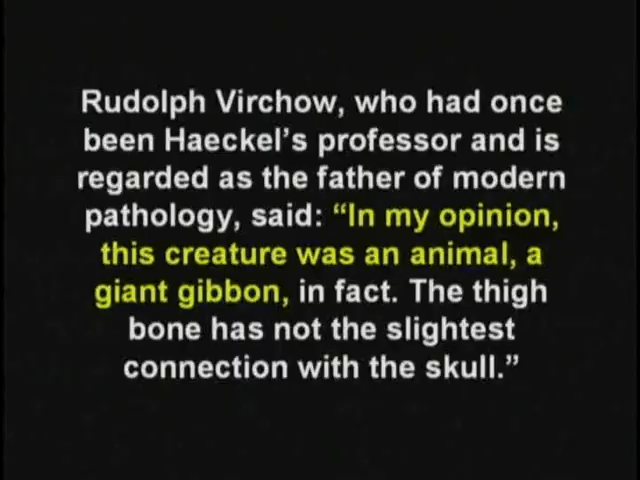 Rudolph Virchow, who had once
been Haeckel’s professor and is
regarded as the father of modern
pathology, said: “In my opinion,
this creature was an animal, a
giant gibbon, in fact. The thigh
bone has not the slightest
connection with the skull.”